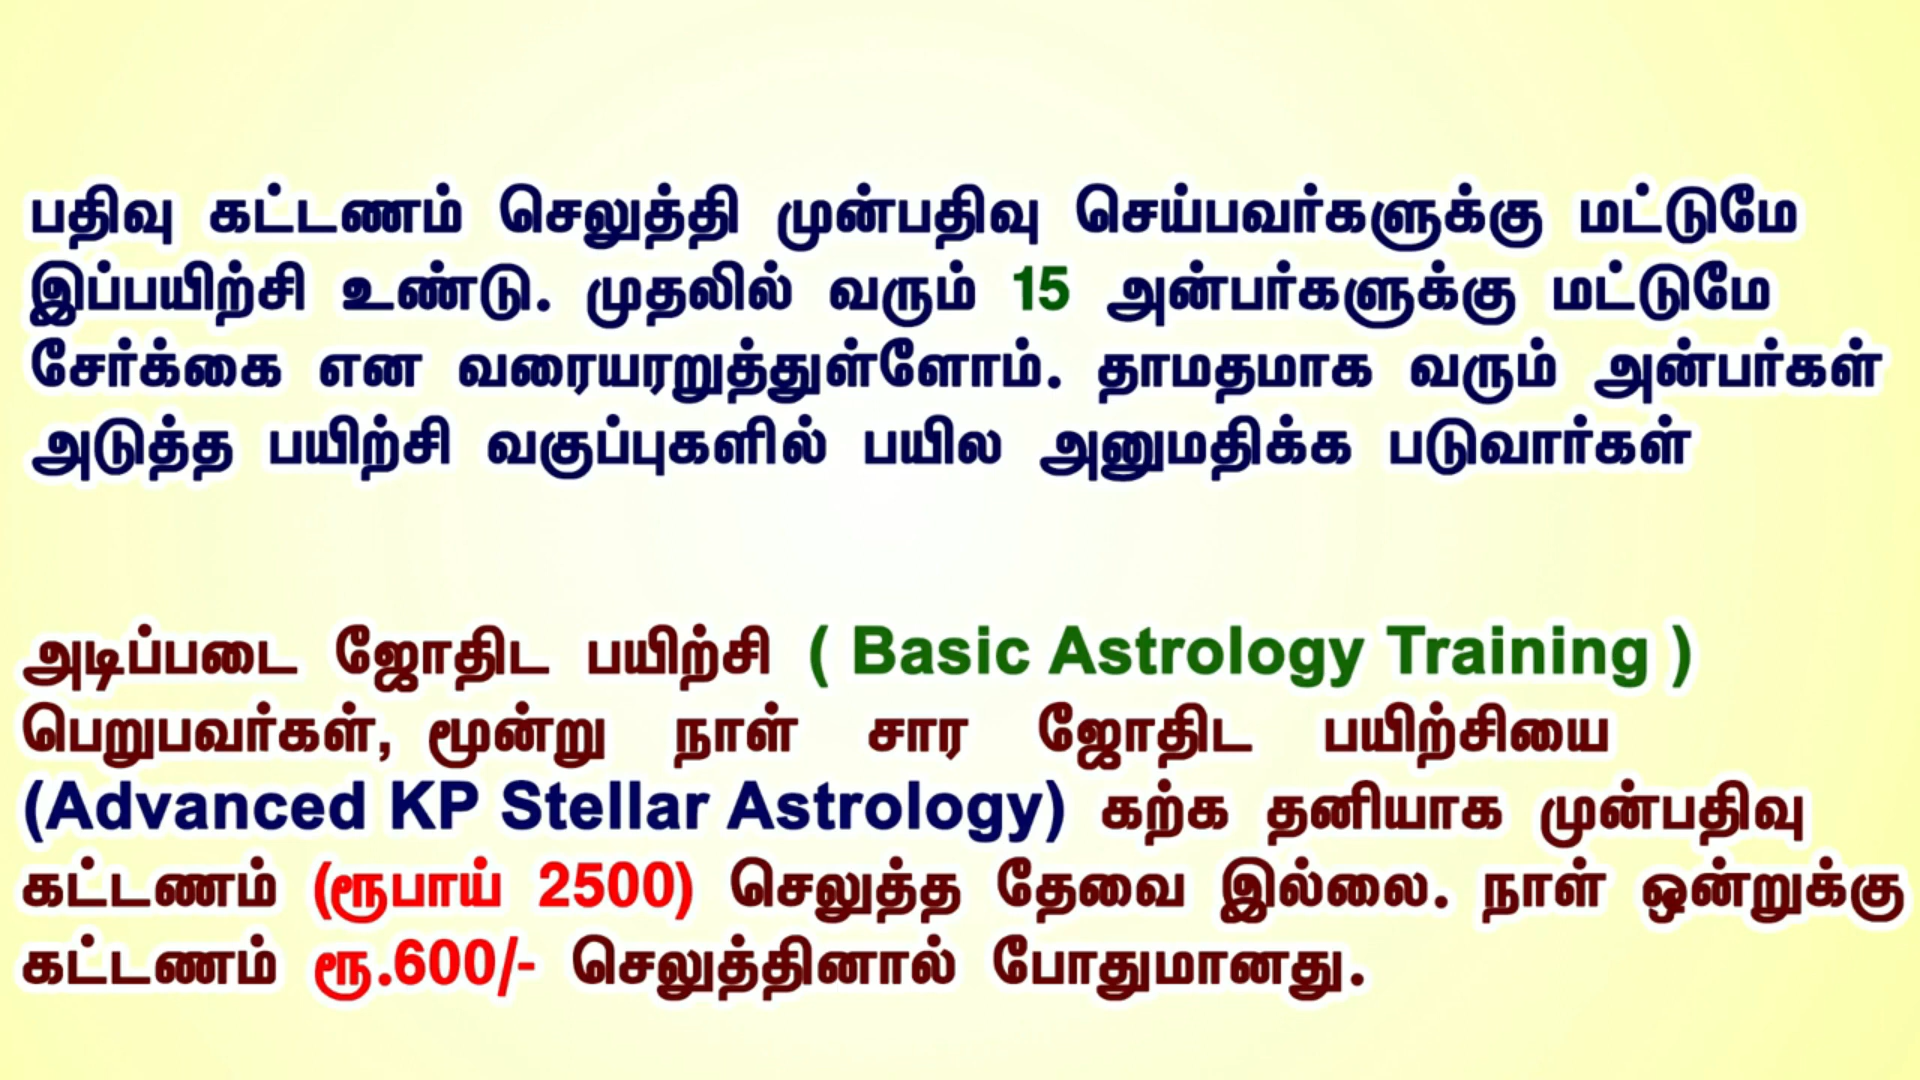 பதிவு கட்டணம் செலுத்தி முன்பதிவு செய்பவர்களுக்கு மட்டுமே
இப்பயிற்சி உண்டு. முதலில் வரும் 15 அன்பர்களுக்கு மட்டுமே
சேர்க்கை என வரையரறுத்துள்ளோம். தாமதமாக வரும் அன்பர்கள்
அடுத்த பயிற்சி வகுப்புகளில் பயில அனுமதிக்க படுவார்கள்
அடிப்படை ஜோதிட பயிற்சி ( Basic Astrology Training )
பெறுபவர்கள், மூன்று நாள் சார ஜோதிட பயிற்சியை
(Advanced KP Stellar Astrology) கற்க தனியாக முன்பதிவு
கட்டணம் (ரூபாய் 2500) செலுத்த தேவை இல்லை. நாள் ஒன்றுக்கு
கட்டணம் ரூ.600/- செலுத்தினால் போதுமானது.